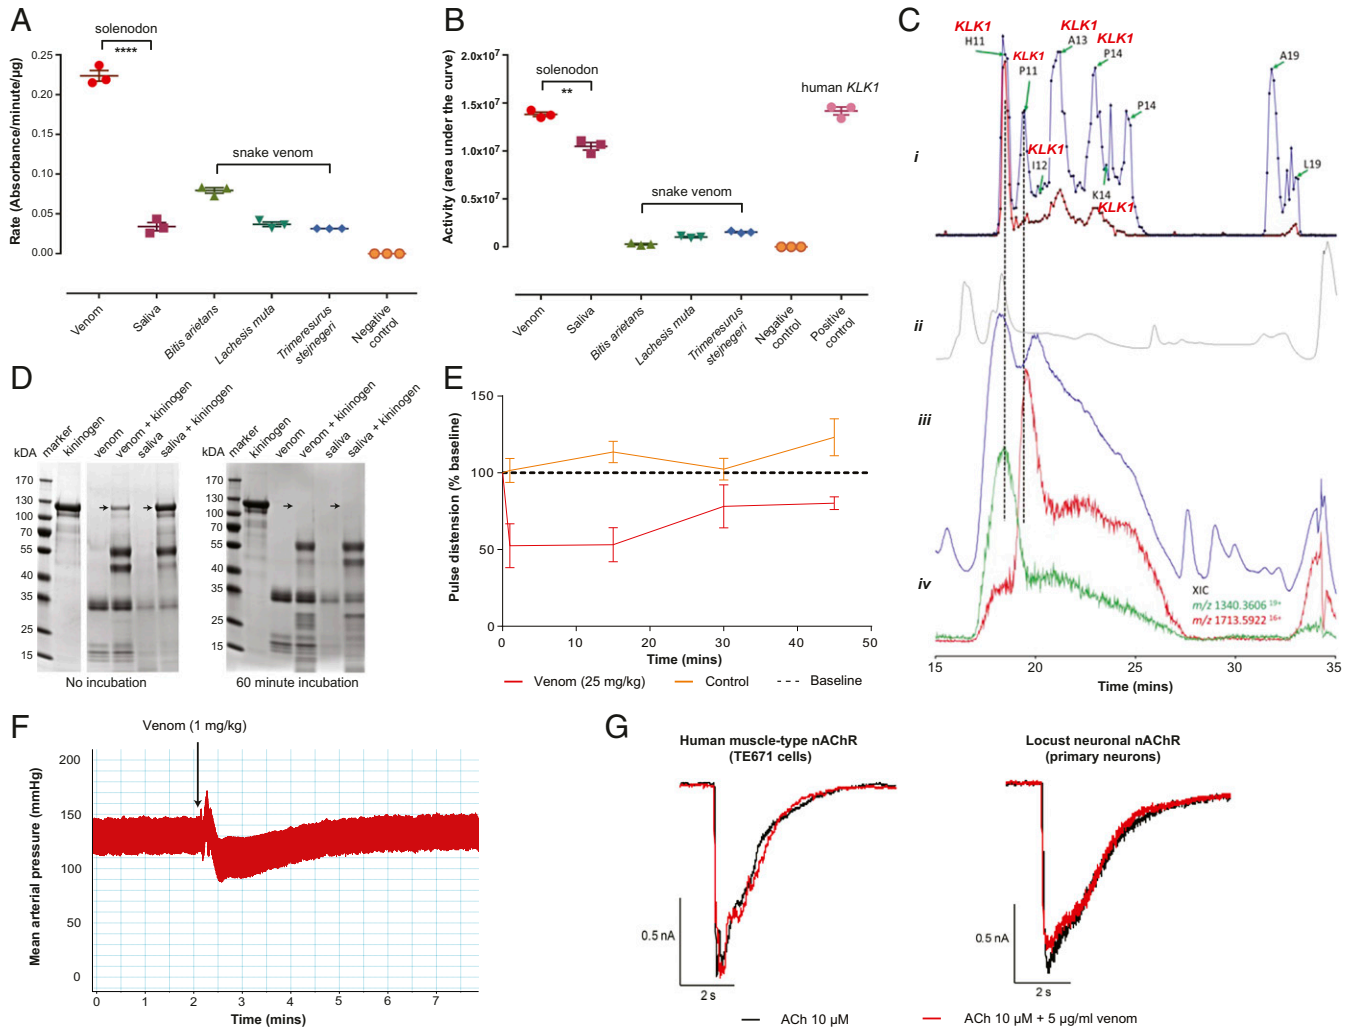 A
solenodon
****
Rate (Absorbance/minute/µg)
0.25
0.20
0.15
0.10
0.05
0.00
snake venom
Venom
Saliva
Bitis arietans
Lachesis muta
Trimeresurus
stejnegeri
Negative
control
B
Activity (area under the curve)
2.0x10⁷
1.5x10⁷
1.0x10⁷
0.5x10⁷
0
solenodon
**
human KLK1
snake venom
Venom
Saliva
Bitis arietans
Lachesis muta
Trimeresurus
stejnegeri
Negative
control
Positive
control
C
KLK1
H11
KLK1
P11
KLK1
A13
KLK1
P14
P14
KLK1
I12
K14
KLK1
A19
L19
i
ii
iii
iv
XIC
m/z 1340.3606 19+
m/z 1713.5922 16+
15
20
25
30
35
Time (mins)
D
kDA
marker
kininogen
venom
venom + kininogen
saliva
saliva + kininogen
170
130
100
70
55
40
35
25
15
No incubation
kDA
marker
kininogen
venom
venom + kininogen
saliva
saliva + kininogen
170
130
100
70
55
40
35
25
15
60 minute incubation
E
Pulse distension (% baseline)
150
100
50
0
0
10
20
30
40
50
Time (mins)
Venom (25 mg/kg)
Control
Baseline
F
Venom (1 mg/kg)
Mean arterial pressure (mmHg)
200
150
100
50
0
0
1
2
3
4
5
6
7
Time (mins)
G
Human muscle-type nAChR
(TE671 cells)
0.5 nA
2 s
Locust neuronal nAChR
(primary neurons)
0.5 nA
2 s
ACh 10 µM
ACh 10 µM + 5 µg/ml venom